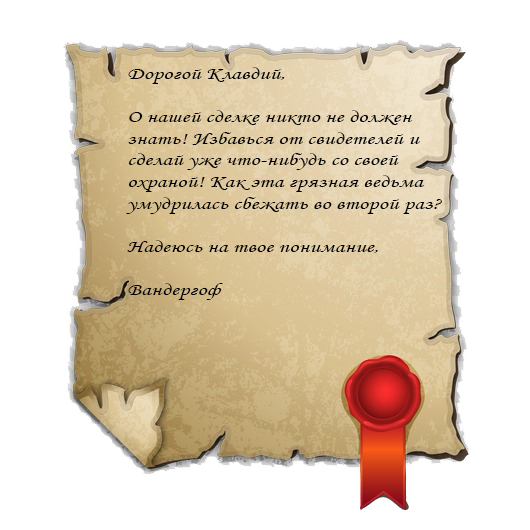 Дорогой Клавдий,
О нашей сделке никто не должен
знать! Избавься от свидетелей и
сделай уже что-нибудь со своей
охраной! Как эта грязная ведьма
умудрилась сбежать во второй раз?
Надеюсь на твое понимание,
Вандергоф